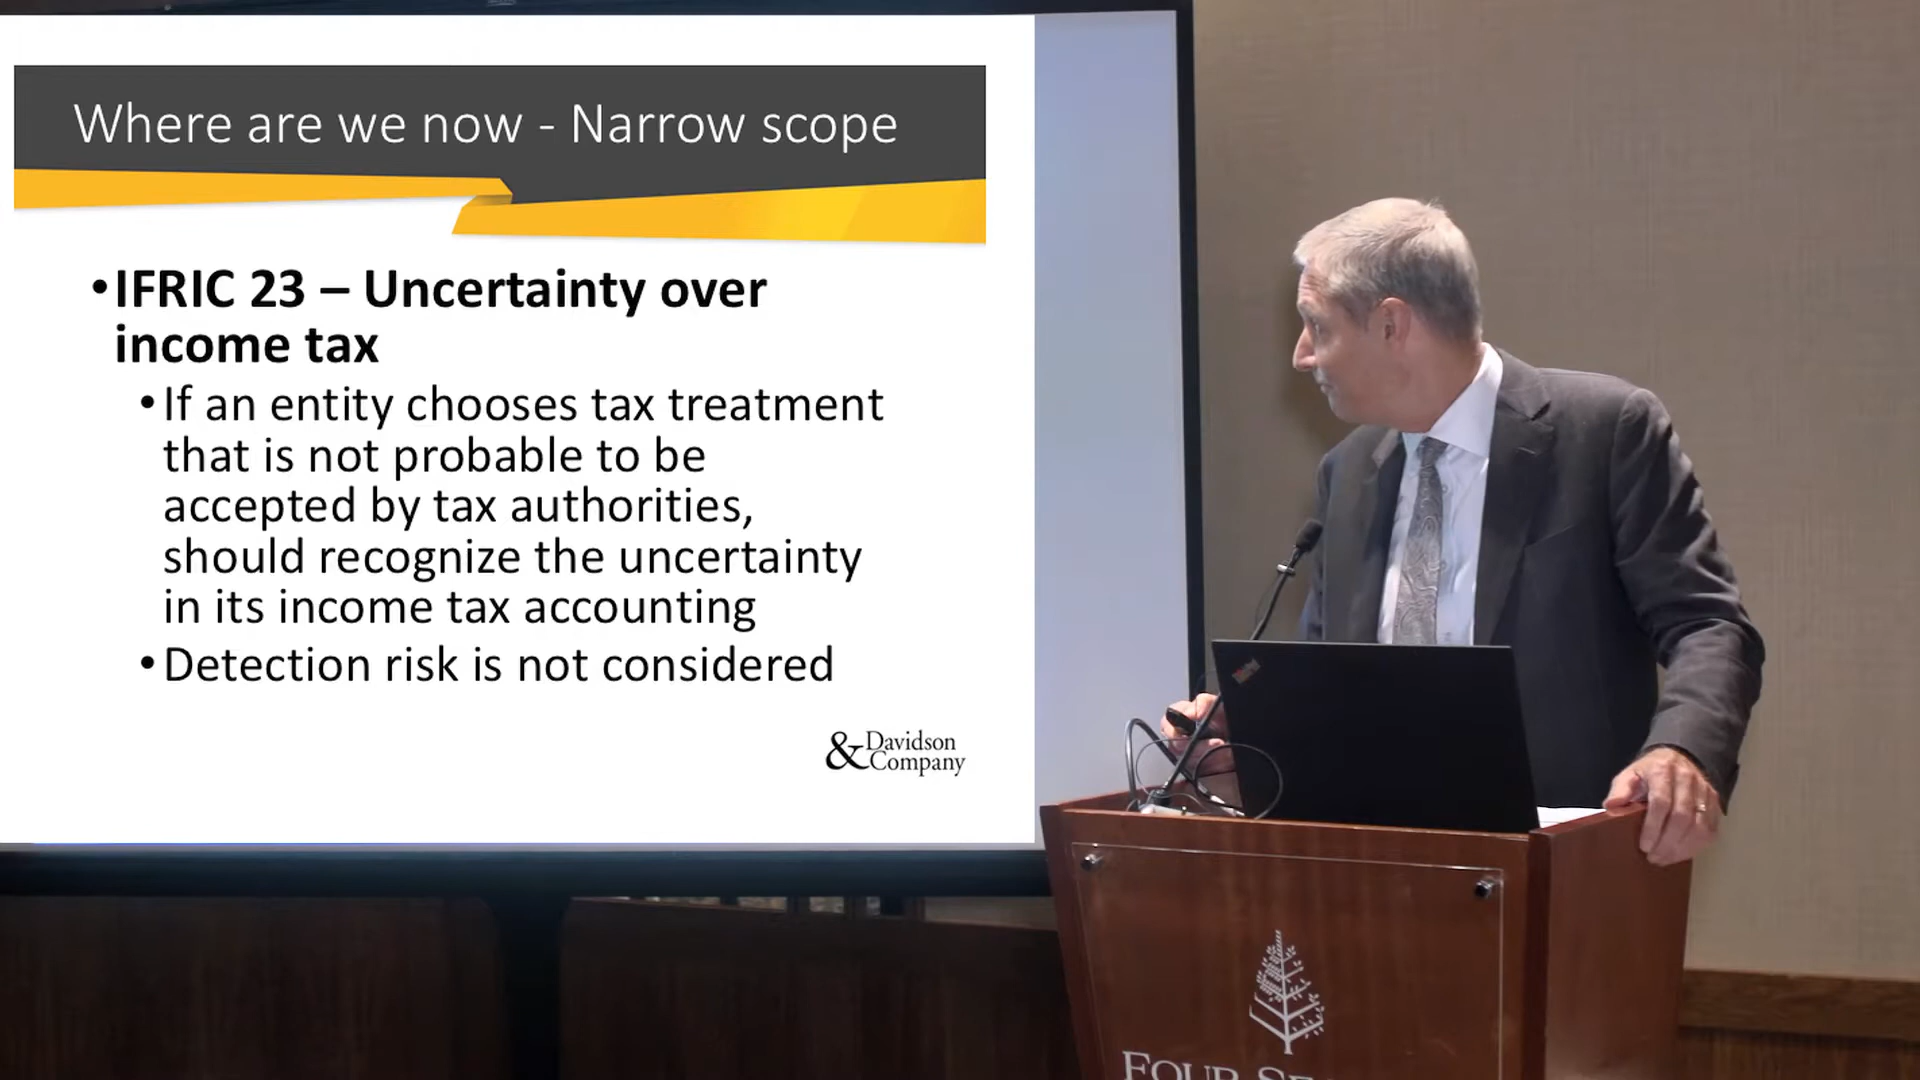 Where are we now - Narrow scope
•IFRIC 23 – Uncertainty over
income tax
•If an entity chooses tax treatment
that is not probable to be
accepted by tax authorities,
should recognize the uncertainty
in its income tax accounting
•Detection risk is not considered
& Davidson
Company
FOUR